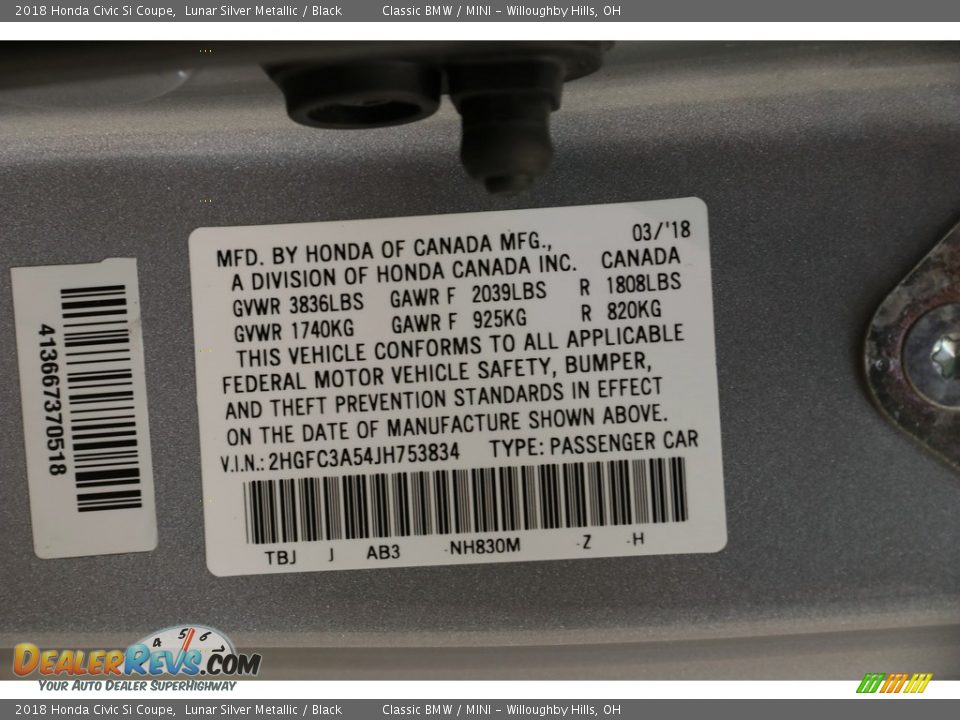 2018 Honda Civic Si Coupe, Lunar Silver Metallic / Black Classic BMW / MINI - Willoughby Hills, OH
MFD. BY HONDA OF CANADA MFG., 03/'18
A DIVISION OF HONDA CANADA INC. CANADA
GVWR 3836LBS GAWR F 2039LBS R 1808LBS
GVWR 1740KG GAWR F 925KG R 820KG
THIS VEHICLE CONFORMS TO ALL APPLICABLE
FEDERAL MOTOR VEHICLE SAFETY, BUMPER,
AND THEFT PREVENTION STANDARDS IN EFFECT
ON THE DATE OF MANUFACTURE SHOWN ABOVE.
V.I.N.: 2HGFC3A54JH753834 TYPE: PASSENGER CAR
TBJ J AB3 -NH830M -Z -H
413667370518
4 5 6
DEALERREVS.COM
YOUR AUTO DEALER SUPERHIGHWAY
2018 Honda Civic Si Coupe, Lunar Silver Metallic / Black Classic BMW / MINI - Willoughby Hills, OH